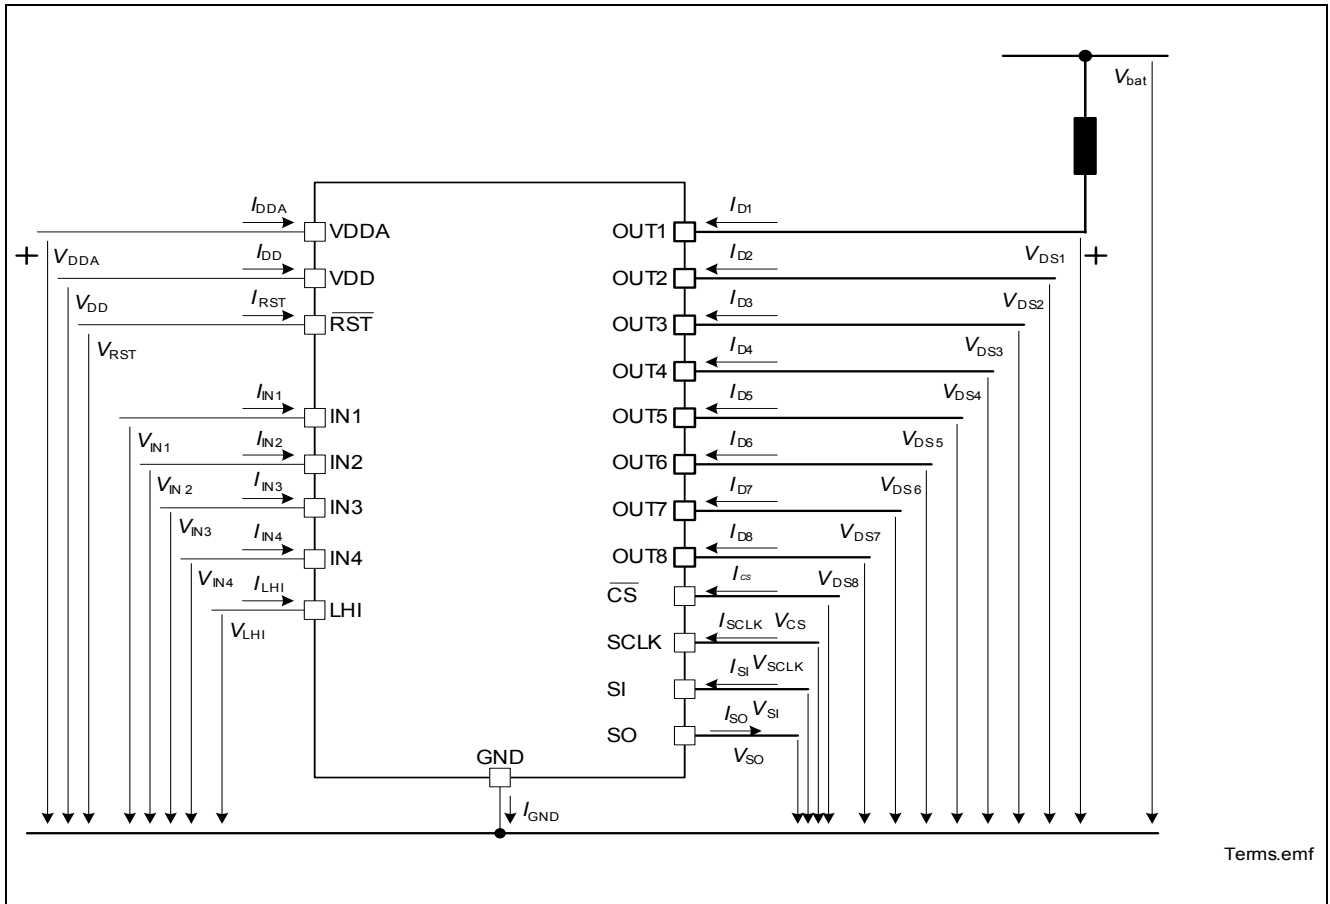 Vbat
IDDA
VDDA
OUT1
ID1
+
VDDA
IDD
VDD
OUT2
ID2
VDS1
+
VDD
IRST
RST
OUT3
ID3
VDS2
VRST
OUT4
ID4
VDS3
IIN1
IN1
OUT5
ID5
VDS4
VIN1
IIN2
IN2
OUT6
ID6
VDS5
VIN2
IIN3
IN3
OUT7
ID7
VDS6
VIN3
IIN4
IN4
OUT8
ID8
VDS7
VIN4
ILHI
LHI
CS
Ics
VDS8
VLHI
SCLK
ISCLK
VCS
SI
ISI
VSCLK
SO
ISO
VSI
VSO
GND
IGND
Terms.emf